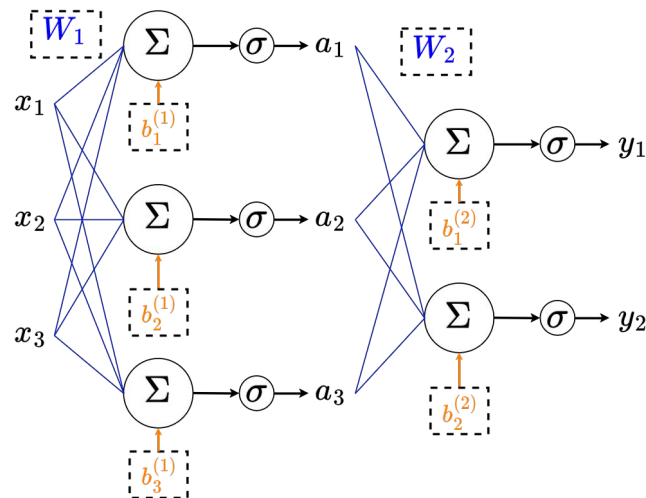 W₁
Σ σ a₁
W₂
x₁
b₁⁽¹⁾
Σ σ y₁
x₂
Σ σ a₂
b₁⁽²⁾
b₂⁽¹⁾
Σ σ y₂
x₃
Σ σ a₃
b₂⁽²⁾
b₃⁽¹⁾